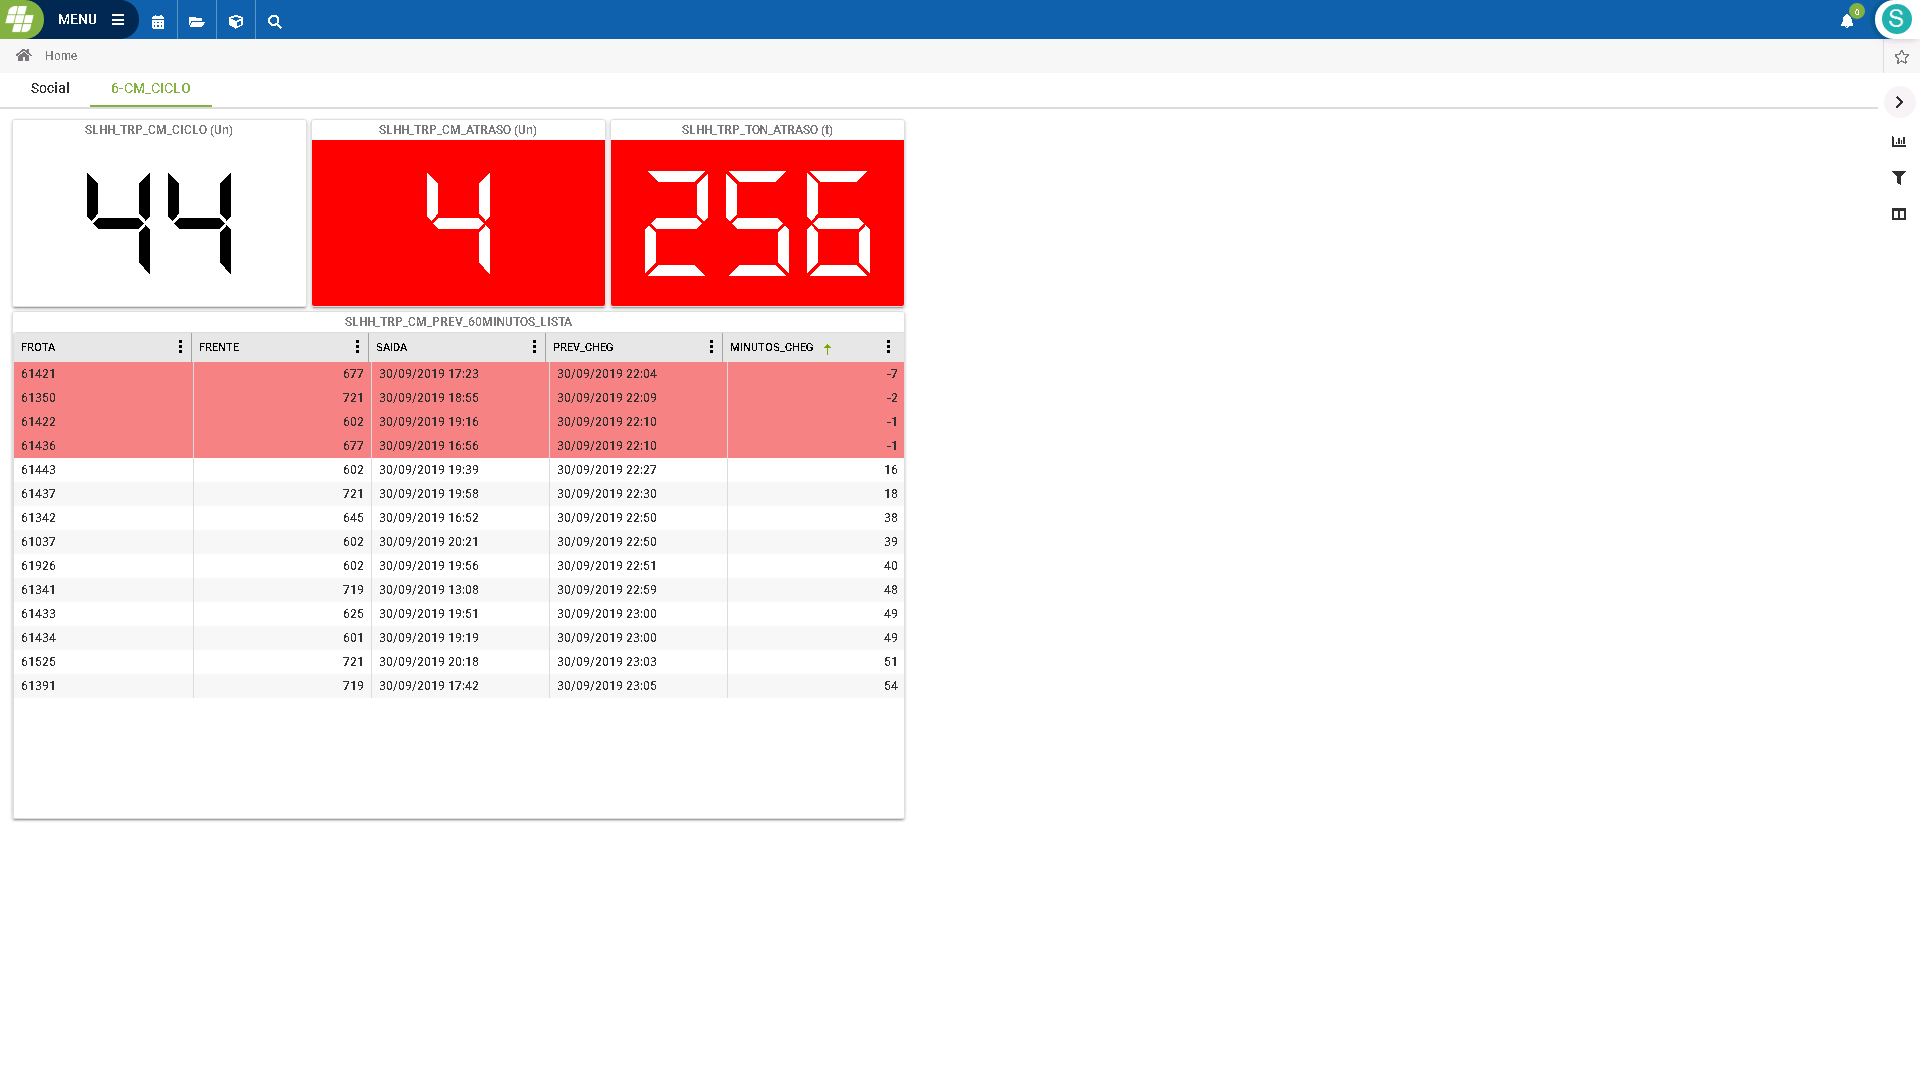 MENU
0
S
Home
Social
6-CM_CICLO
SLHH_TRP_CM_CICLO (Un)
SLHH_TRP_CM_ATRASO (Un)
SLHH_TRP_TON_ATRASO (t)
44
4
256
SLHH_TRP_CM_PREV_60MINUTOS_LISTA
FROTA FRENTE SAIDA PREV_CHEG MINUTOS_CHEG
61421 677 30/09/2019 17:23 30/09/2019 22:04 -7
61350 721 30/09/2019 18:55 30/09/2019 22:09 -2
61422 602 30/09/2019 19:16 30/09/2019 22:10 -1
61436 677 30/09/2019 16:56 30/09/2019 22:10 -1
61443 602 30/09/2019 19:39 30/09/2019 22:27 16
61437 721 30/09/2019 19:58 30/09/2019 22:30 18
61342 645 30/09/2019 16:52 30/09/2019 22:50 38
61037 602 30/09/2019 20:21 30/09/2019 22:50 39
61926 602 30/09/2019 19:56 30/09/2019 22:51 40
61341 719 30/09/2019 13:08 30/09/2019 22:59 48
61433 625 30/09/2019 19:51 30/09/2019 23:00 49
61434 601 30/09/2019 19:19 30/09/2019 23:00 49
61525 721 30/09/2019 20:18 30/09/2019 23:03 51
61391 719 30/09/2019 17:42 30/09/2019 23:05 54